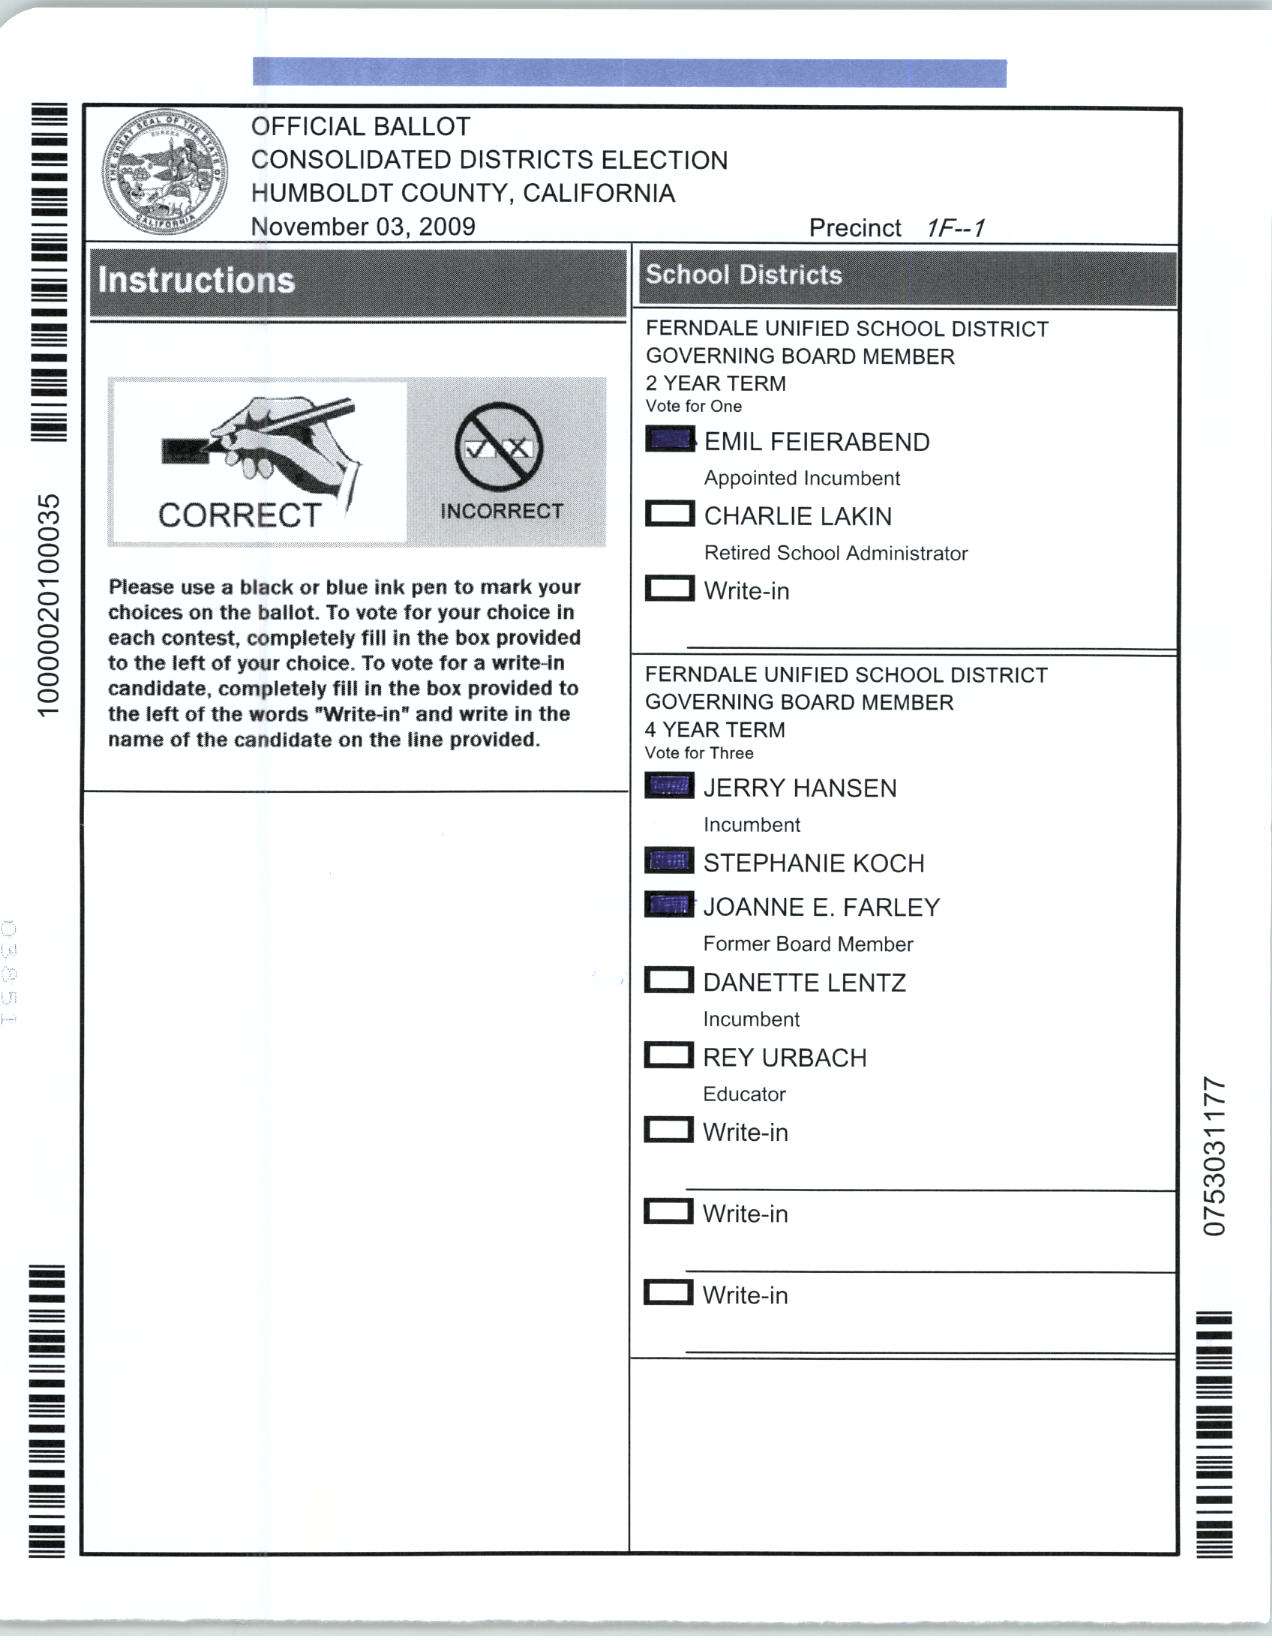 OFFICIAL BALLOT
CONSOLIDATED DISTRICTS ELECTION
HUMBOLDT COUNTY, CALIFORNIA
November 03, 2009
Precinct 1F--1
THE GREAT SEAL OF THE STATE OF CALIFORNIA
EUREKA
Instructions
CORRECT
INCORRECT
Please use a black or blue ink pen to mark your
choices on the ballot. To vote for your choice in
each contest, completely fill in the box provided
to the left of your choice. To vote for a write-in
candidate, completely fill in the box provided to
the left of the words "Write-in" and write in the
name of the candidate on the line provided.
School Districts
FERNDALE UNIFIED SCHOOL DISTRICT
GOVERNING BOARD MEMBER
2 YEAR TERM
Vote for One
EMIL FEIERABEND
Appointed Incumbent
CHARLIE LAKIN
Retired School Administrator
Write-in
FERNDALE UNIFIED SCHOOL DISTRICT
GOVERNING BOARD MEMBER
4 YEAR TERM
Vote for Three
JERRY HANSEN
Incumbent
STEPHANIE KOCH
JOANNE E. FARLEY
Former Board Member
DANETTE LENTZ
Incumbent
REY URBACH
Educator
Write-in
Write-in
Write-in
10000020100035
03851
0753031177